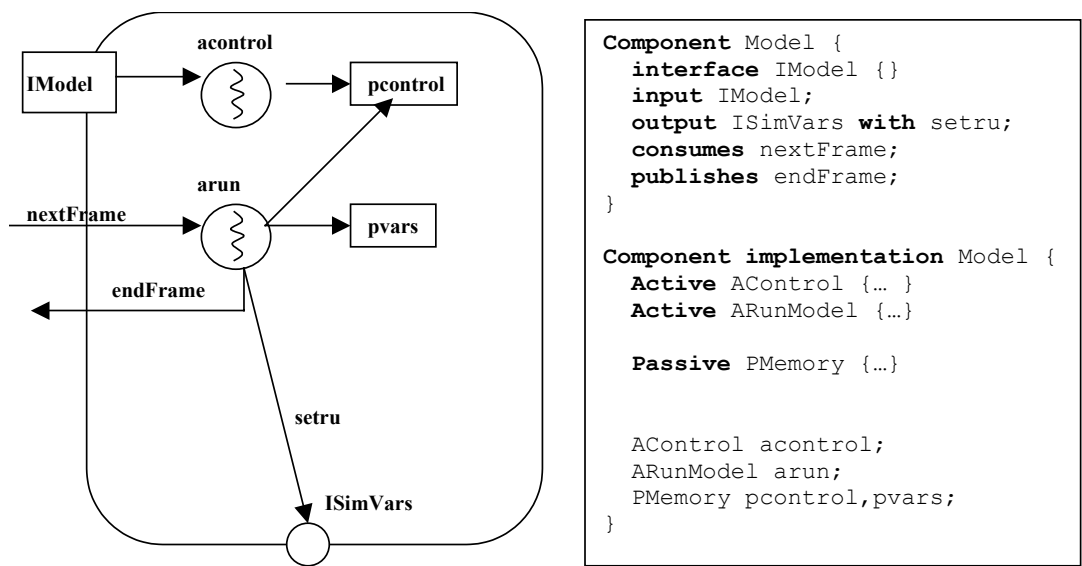 acontrol
IModel
pcontrol
arun
nextFrame
pvars
endFrame
setru
ISimVars
Component Model {
interface IModel {}
input IModel;
output ISimVars with setru;
consumes nextFrame;
publishes endFrame;
}
Component implementation Model {
Active AControl {… }
Active ARunModel {…}
Passive PMemory {…}
AControl acontrol;
ARunModel arun;
PMemory pcontrol,pvars;
}